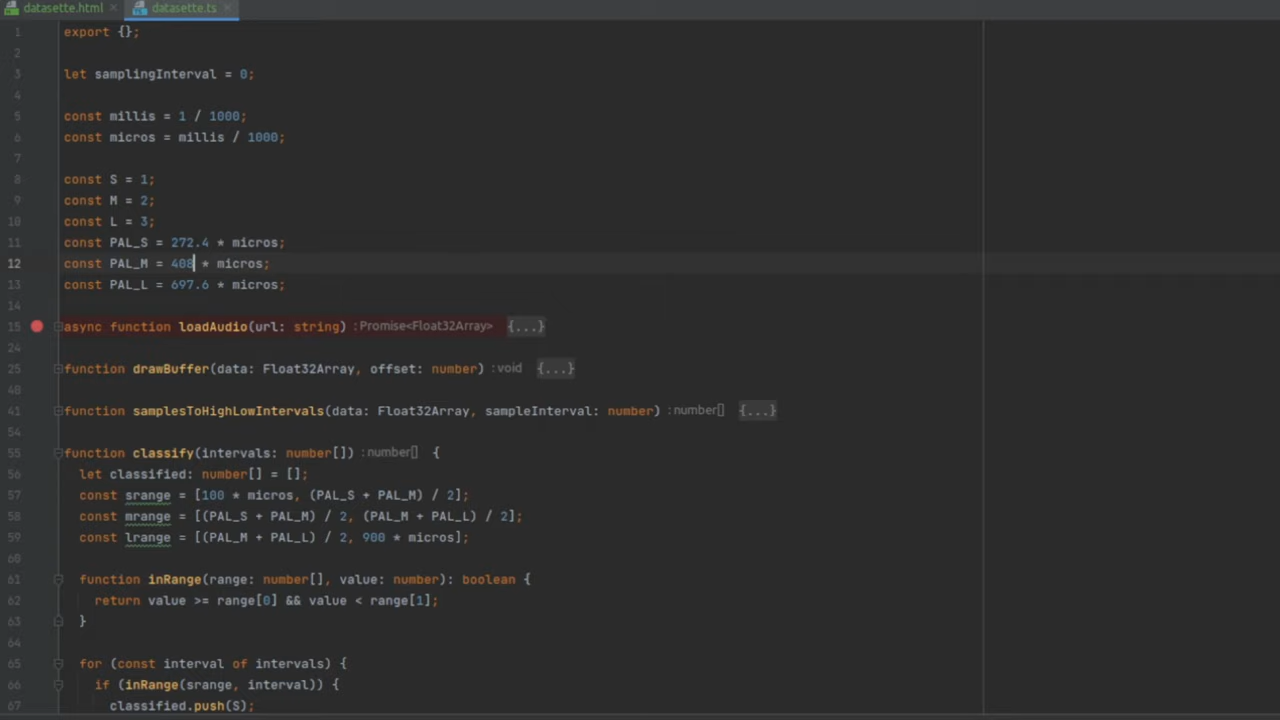 datasette.html
datasette.ts
1 export {};
2
3 let samplingInterval = 0;
4
5 const millis = 1 / 1000;
6 const micros = millis / 1000;
7
8 const S = 1;
9 const M = 2;
10 const L = 3;
11 const PAL_S = 272.4 * micros;
12 const PAL_M = 408 * micros;
13 const PAL_L = 697.6 * micros;
14
15 async function loadAudio(url: string) : Promise<Float32Array> {...}
24
25 function drawBuffer(data: Float32Array, offset: number) : void {...}
40
41 function samplesToHighLowIntervals(data: Float32Array, sampleInterval: number) : number[] {...}
54
55 function classify(intervals: number[]) : number[] {
56 let classified: number[] = [];
57 const srange = [100 * micros, (PAL_S + PAL_M) / 2];
58 const mrange = [(PAL_S + PAL_M) / 2, (PAL_M + PAL_L) / 2];
59 const lrange = [(PAL_M + PAL_L) / 2, 900 * micros];
60
61 function inRange(range: number[], value: number): boolean {
62 return value >= range[0] && value < range[1];
63 }
64
65 for (const interval of intervals) {
66 if (inRange(srange, interval)) {
67 classified.push(S);